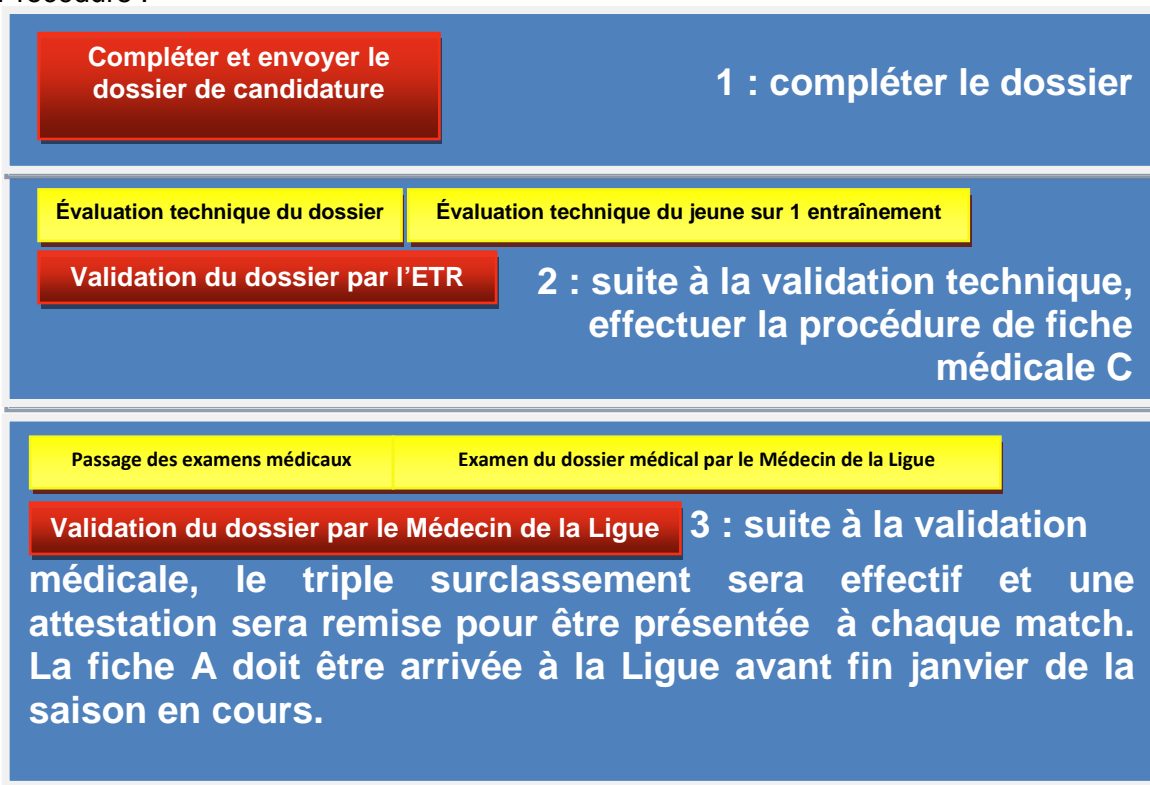 Compléter et envoyer le
dossier de candidature
1 : compléter le dossier
Évaluation technique du dossier
Évaluation technique du jeune sur 1 entraînement
Validation du dossier par l'ETR
2 : suite à la validation technique,
effectuer la procédure de fiche
médicale C
Passage des examens médicaux
Examen du dossier médical par le Médecin de la Ligue
Validation du dossier par le Médecin de la Ligue
3 : suite à la validation
médicale, le triple surclassement sera effectif et une
attestation sera remise pour être présentée à chaque match.
La fiche A doit être arrivée à la Ligue avant fin janvier de la
saison en cours.